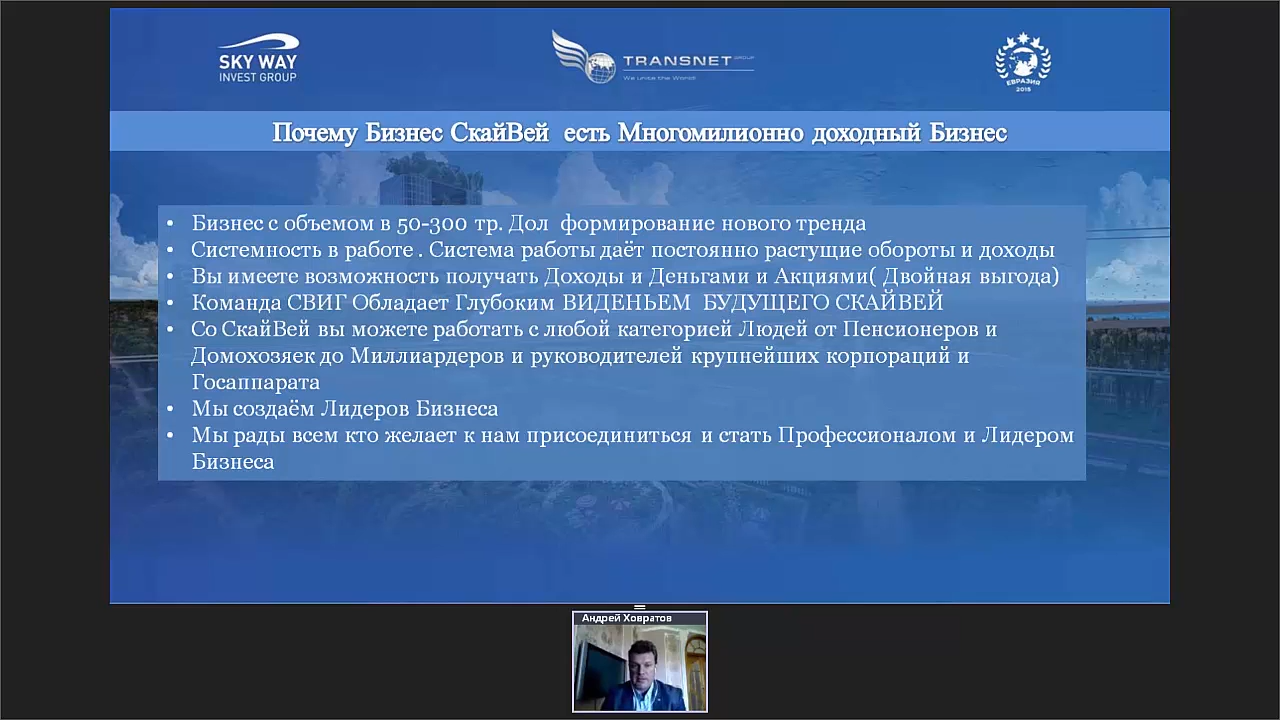 SKY WAY
INVEST GROUP
TRANSNET GROUP
We unite the World!
ЕВРАЗИЯ
2015
Почему Бизнес СкайВей есть Многомилионно доходный Бизнес
• Бизнес с объемом в 50-300 тр. Дол формирование нового тренда
• Системность в работе . Система работы даёт постоянно растущие обороты и доходы
• Вы имеете возможность получать Доходы и Деньгами и Акциями( Двойная выгода)
• Команда СВИГ Обладает Глубоким ВИДЕНЬЕМ БУДУЩЕГО СКАЙВЕЙ
• Со СкайВей вы можете работать с любой категорией Людей от Пенсионеров и
Домохозяек до Миллиардеров и руководителей крупнейших корпораций и
Госаппарата
• Мы создаём Лидеров Бизнеса
• Мы рады всем кто желает к нам присоединиться и стать Профессионалом и Лидером
Бизнеса
Андрей Ховратов